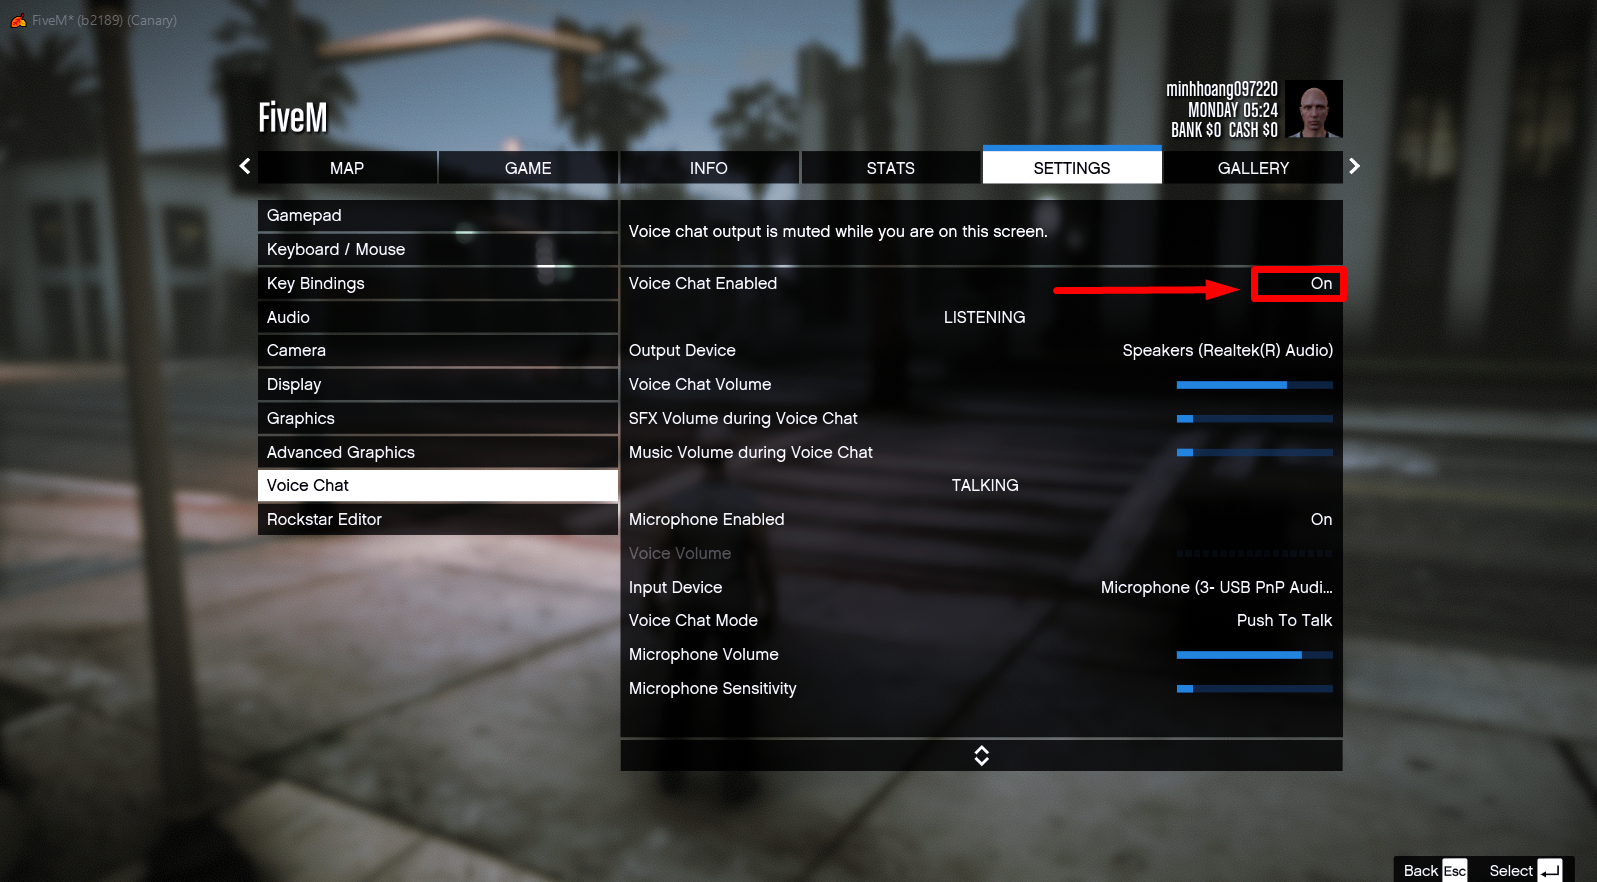 FiveM* (b2189) (Canary)
FiveM
minhhoang097220
MONDAY 05:24
BANK $0 CASH $0
MAP
GAME
INFO
STATS
SETTINGS
GALLERY
Gamepad
Keyboard / Mouse
Key Bindings
Audio
Camera
Display
Graphics
Advanced Graphics
Voice Chat
Rockstar Editor
Voice chat output is muted while you are on this screen.
Voice Chat Enabled On
LISTENING
Output Device Speakers (Realtek(R) Audio)
Voice Chat Volume
SFX Volume during Voice Chat
Music Volume during Voice Chat
TALKING
Microphone Enabled On
Voice Volume
Input Device Microphone (3- USB PnP Audi...
Voice Chat Mode Push To Talk
Microphone Volume
Microphone Sensitivity
Back Esc Select